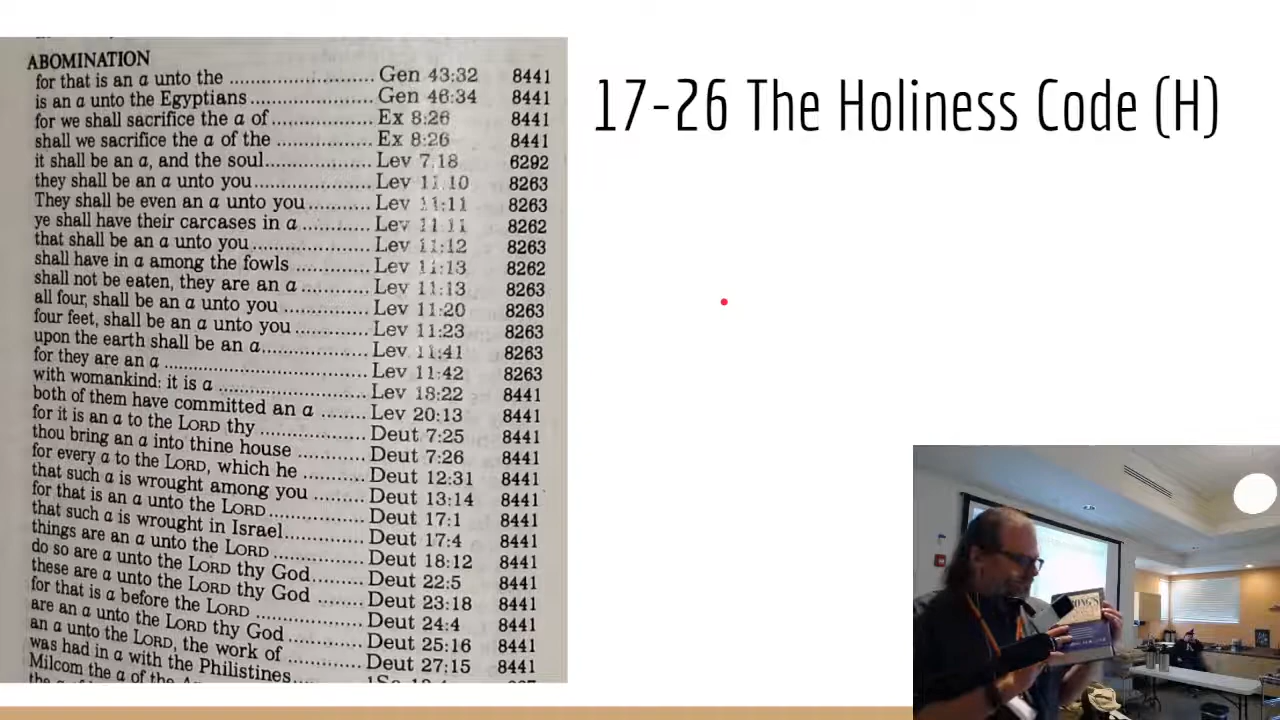 ABOMINATION
for that is an a unto the ........................ Gen 43:32 8441
is an a unto the Egyptians ..................... Gen 46:34 8441
for we shall sacrifice the a of ................. Ex 8:26 8441
shall we sacrifice the a of the ................ Ex 8:26 8441
it shall be an a, and the soul .................. Lev 7.18 6292
they shall be an a unto you .................... Lev 11.10 8263
They shall be even an a unto you ........... Lev 11:11 8263
ye shall have their carcases in a ............ Lev 11 11 8262
that shall be an a unto you ..................... Lev 11:12 8263
shall have in a among the fowls ............. Lev 11:13 8262
shall not be eaten, they are an a ............ Lev 11:13 8263
all four, shall be an a unto you ............... Lev 11:20 8263
four feet, shall be an a unto you ............. Lev 11:23 8263
upon the earth shall be an a ................... Lev 11:41 8263
for they are an a .................................... Lev 11:42 8263
with womankind: it is a .......................... Lev 18:22 8441
both of them have committed an a ........ Lev 20:13 8441
for it is an a to the LORD thy ................. Deut 7:25 8441
thou bring an a into thine house ............ Deut 7:26 8441
for every a to the LORD, which he .......... Deut 12:31 8441
that such a is wrought among you ........ Deut 13:14 8441
for that is an a unto the LORD ................ Deut 17:1 8441
that such a is wrought in Israel .............. Deut 17:4 8441
things are an a unto the LORD ............... Deut 18:12 8441
do so are a unto the LORD thy God ........ Deut 22:5 8441
these are a unto the LORD thy God ....... Deut 23:18 8441
for that is a before the LORD .................. Deut 24:4 8441
are an a unto the LORD thy God ............. Deut 25:16 8441
an a unto the LORD, the work of ............ Deut 27:15 8441
was had in a with the Philistines
Milcom the a of the
17-26 The Holiness Code (H)